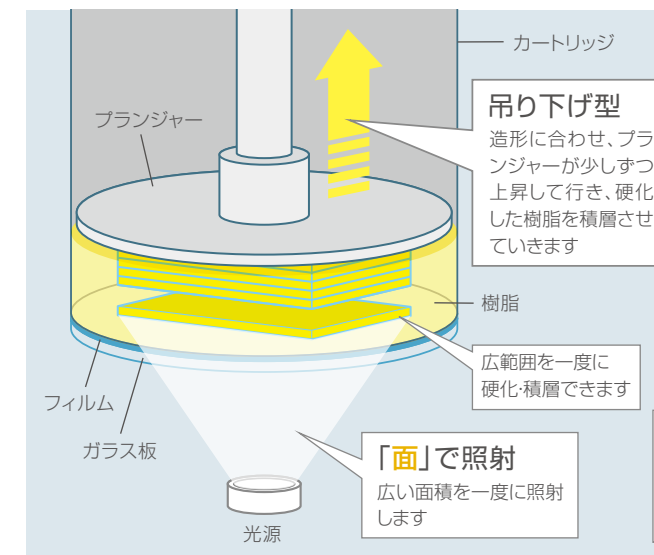 カートリッジ
吊り下げ型
造形に合わせ、プラ
ンジャーが少しずつ
上昇して行き、硬化
した樹脂を積層させ
ていきます
プランジャー
樹脂
広範囲を一度に
硬化・積層できます
フィルム
ガラス板
「面」で照射
広い面積を一度に照射
します
光源